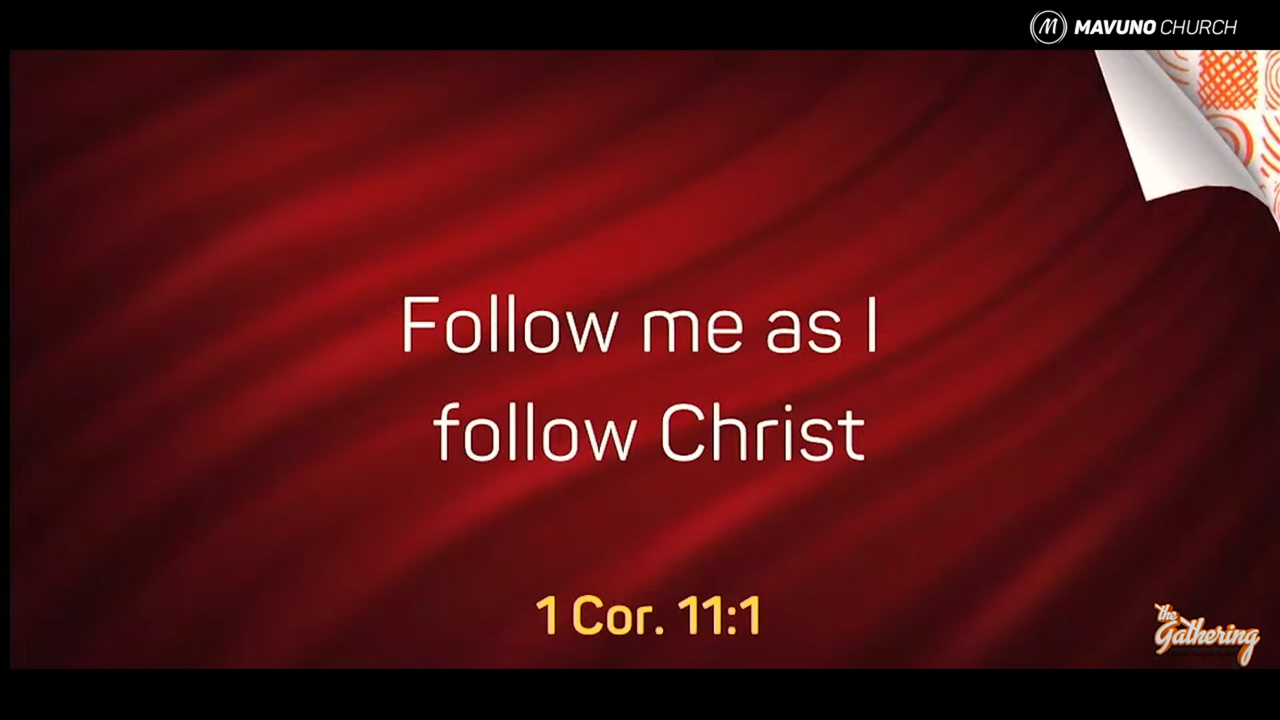 MAVUNO CHURCH
Follow me as I
follow Christ
1 Cor. 11:1
the
Gathering